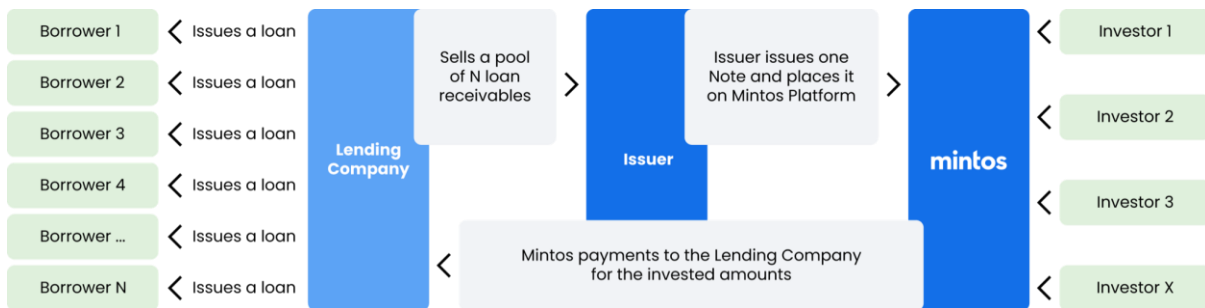 Borrower 1
Issues a loan
Borrower 2
Issues a loan
Borrower 3
Issues a loan
Borrower 4
Issues a loan
Borrower ...
Issues a loan
Borrower N
Issues a loan
Lending
Company
Sells a pool
of N loan
receivables
Issuer
Issuer issues one
Note and places it
on Mintos Platform
mintos
Mintos payments to the Lending Company
for the invested amounts
Investor 1
Investor 2
Investor 3
Investor X